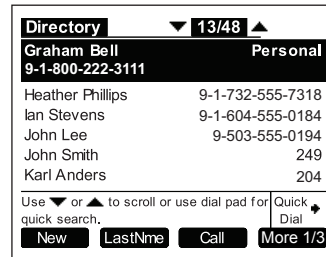 Directory ▼ 13/48 ▲
Graham Bell Personal
9-1-800-222-3111
Heather Phillips 9-1-732-555-7318
Ian Stevens 9-1-604-555-0184
John Lee 9-503-555-0194
John Smith 249
Karl Anders 204
Use ▼ or ▲ to scroll or use dial pad for
quick search.
Quick
Dial
New LastNme Call More 1/3